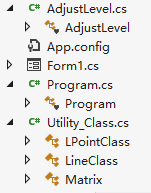 AdjustLevel.cs
AdjustLevel
App.config
Form1.cs
Program.cs
Program
Utility_Class.cs
LPointClass
LineClass
Matrix